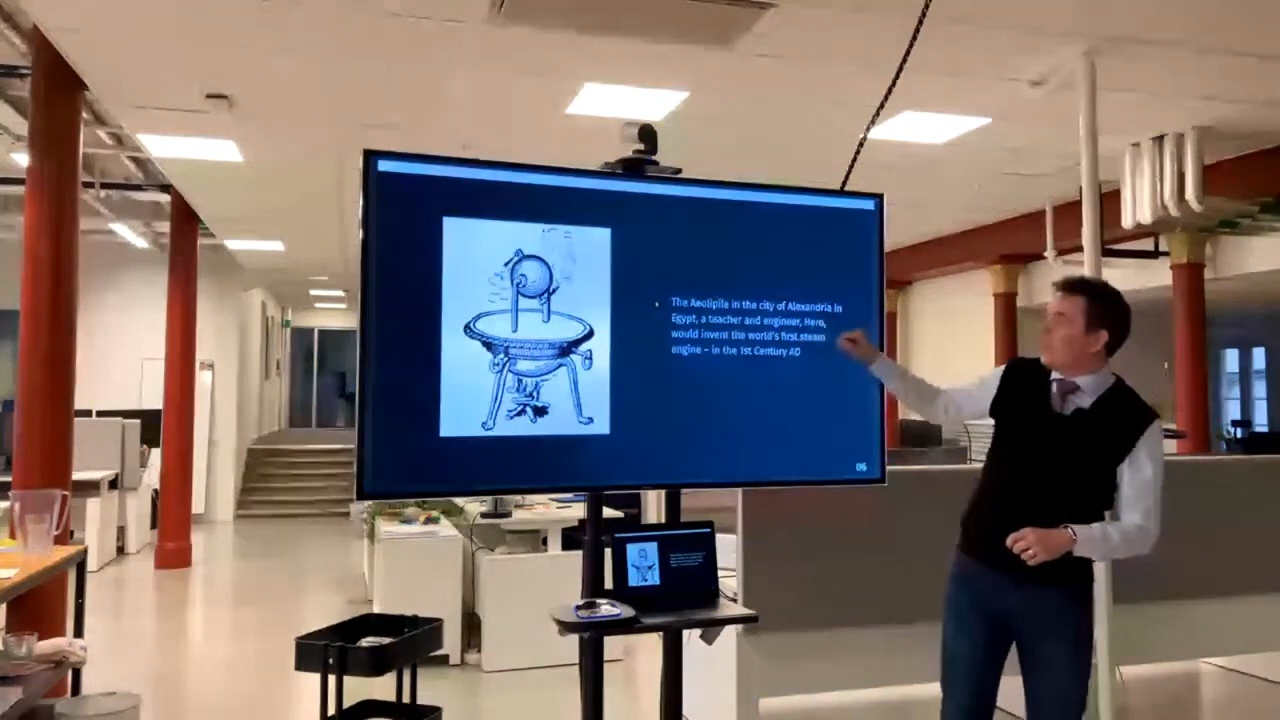 The Aeolipile in the city of Alexandria in
Egypt, a teacher and engineer, Hero,
would invent the world's first steam
engine – in the 1st Century AD
06